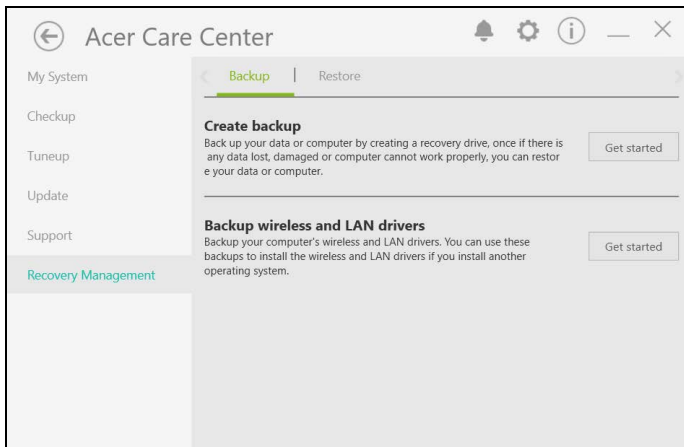 Acer Care Center
My System
Checkup
Tuneup
Update
Support
Recovery Management
Backup | Restore
Create backup
Back up your data or computer by creating a recovery drive, once if there is
any data lost, damaged or computer cannot work properly, you can restor
e your data or computer.
Get started
Backup wireless and LAN drivers
Backup your computer's wireless and LAN drivers. You can use these
backups to install the wireless and LAN drivers if you install another
operating system.
Get started